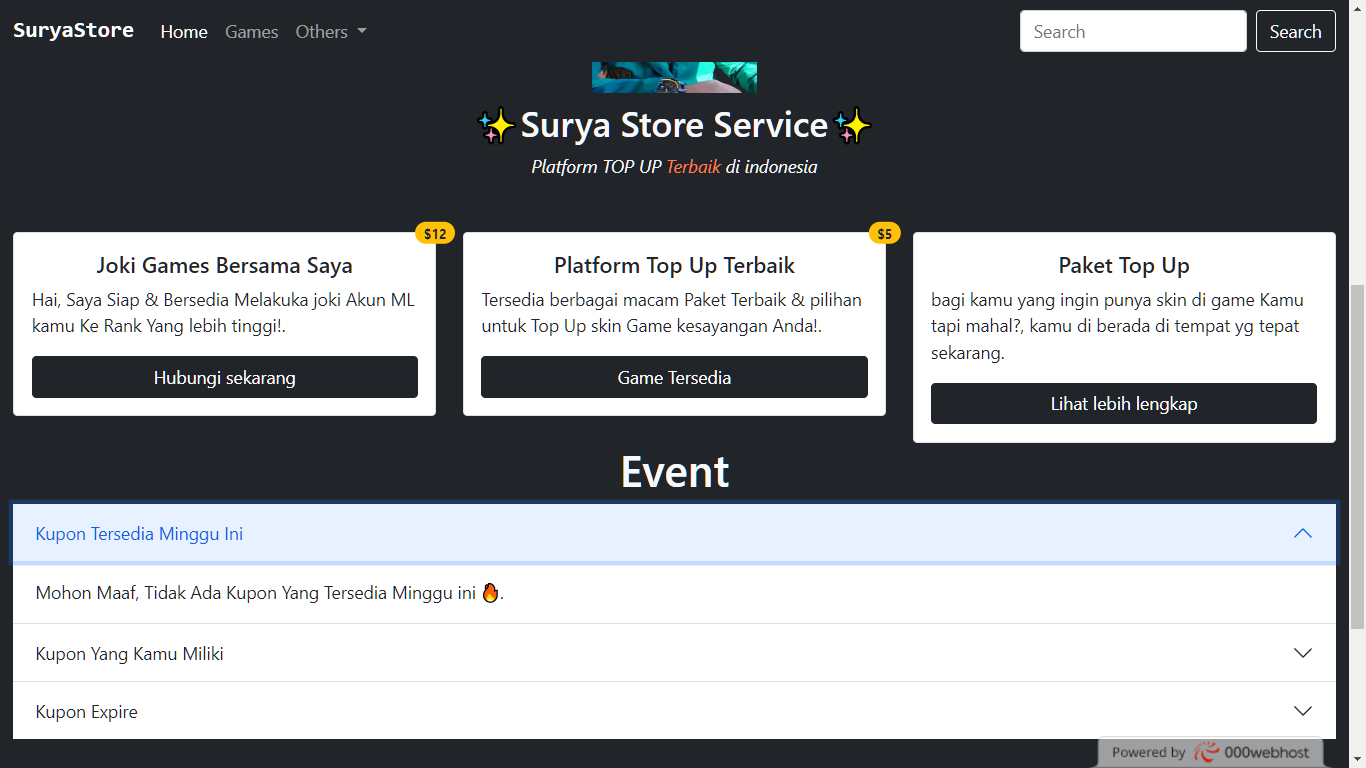 SuryaStore Home Games Others Search Search
✨Surya Store Service✨
Platform TOP UP Terbaik di indonesia
$12
Joki Games Bersama Saya
Hai, Saya Siap & Bersedia Melakuka joki Akun ML
kamu Ke Rank Yang lebih tinggi!.
Hubungi sekarang
$5
Platform Top Up Terbaik
Tersedia berbagai macam Paket Terbaik & pilihan
untuk Top Up skin Game kesayangan Anda!.
Game Tersedia
Paket Top Up
bagi kamu yang ingin punya skin di game Kamu
tapi mahal?, kamu di berada di tempat yg tepat
sekarang.
Lihat lebih lengkap
Event
Kupon Tersedia Minggu Ini
Mohon Maaf, Tidak Ada Kupon Yang Tersedia Minggu ini 🔥.
Kupon Yang Kamu Miliki
Kupon Expire
Powered by 000webhost